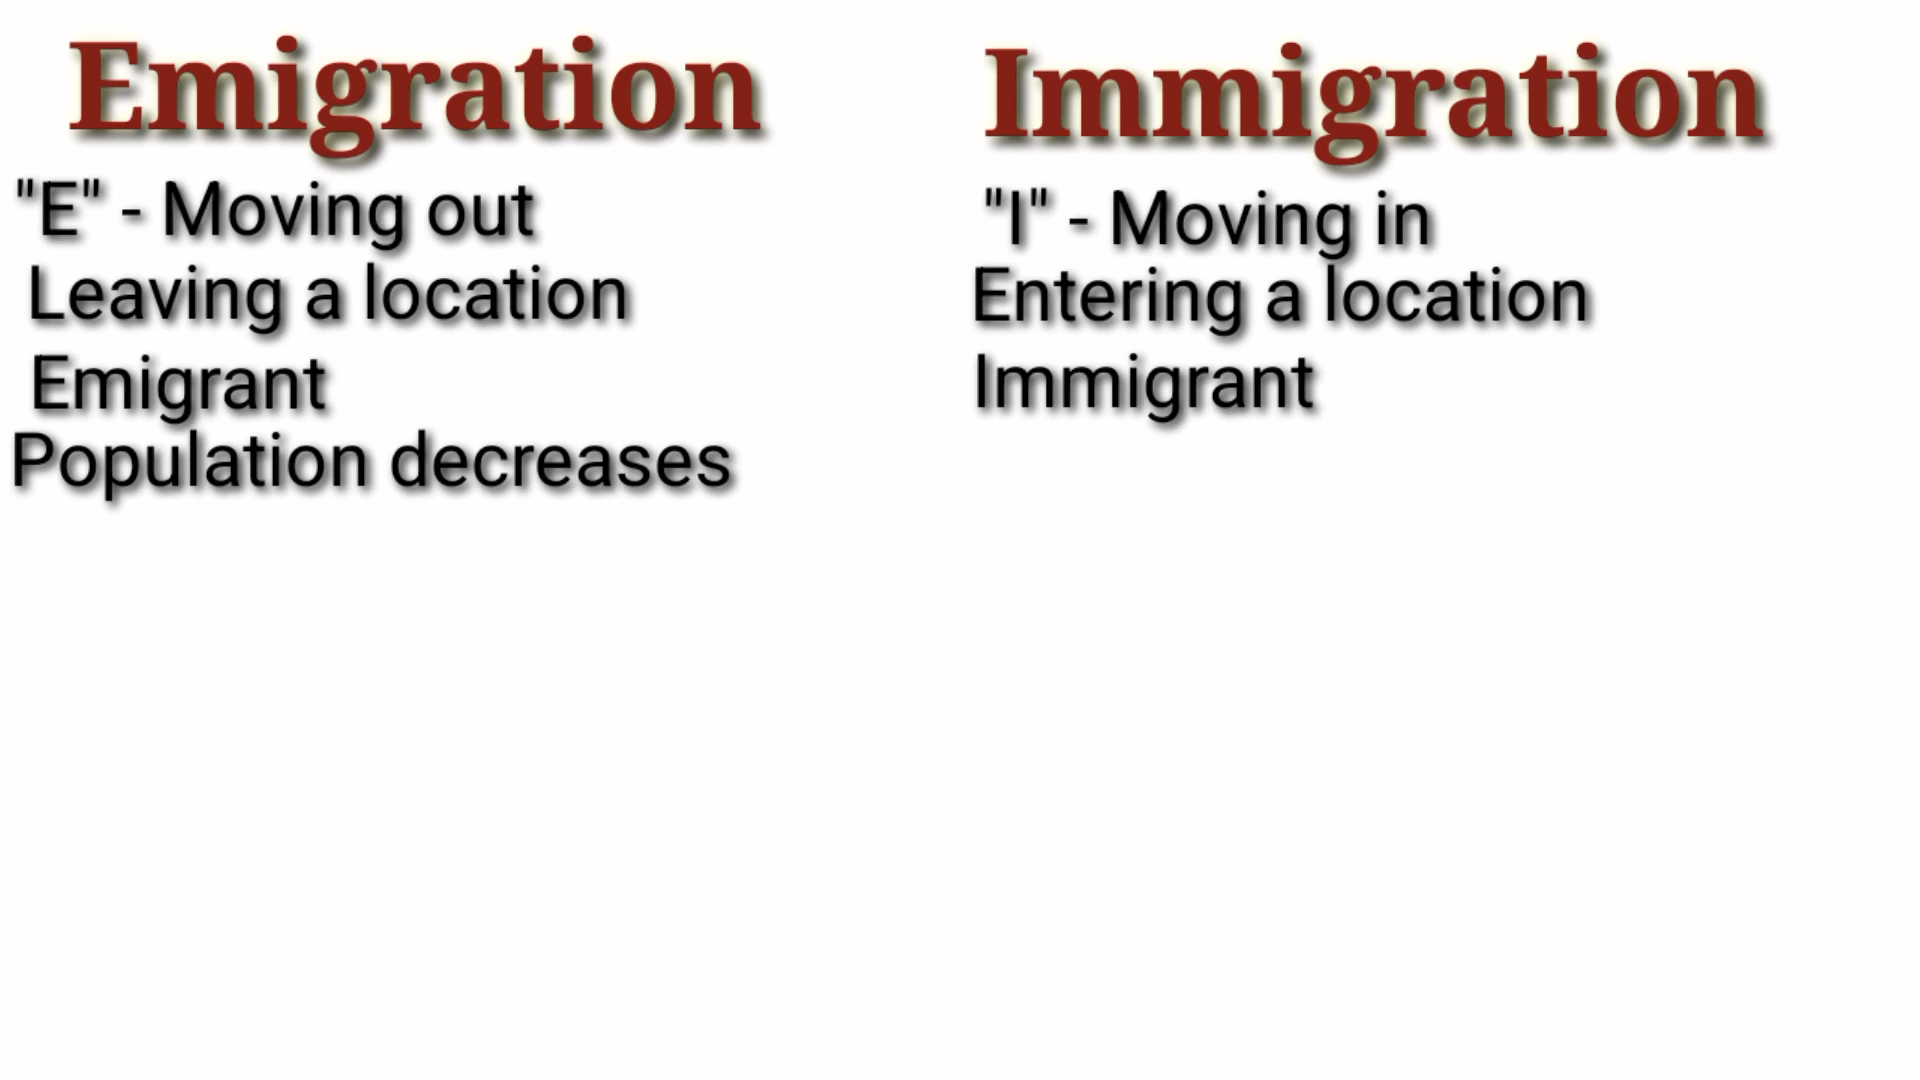 Emigration
"E" - Moving out
Leaving a location
Emigrant
Population decreases
Immigration
"I" - Moving in
Entering a location
Immigrant